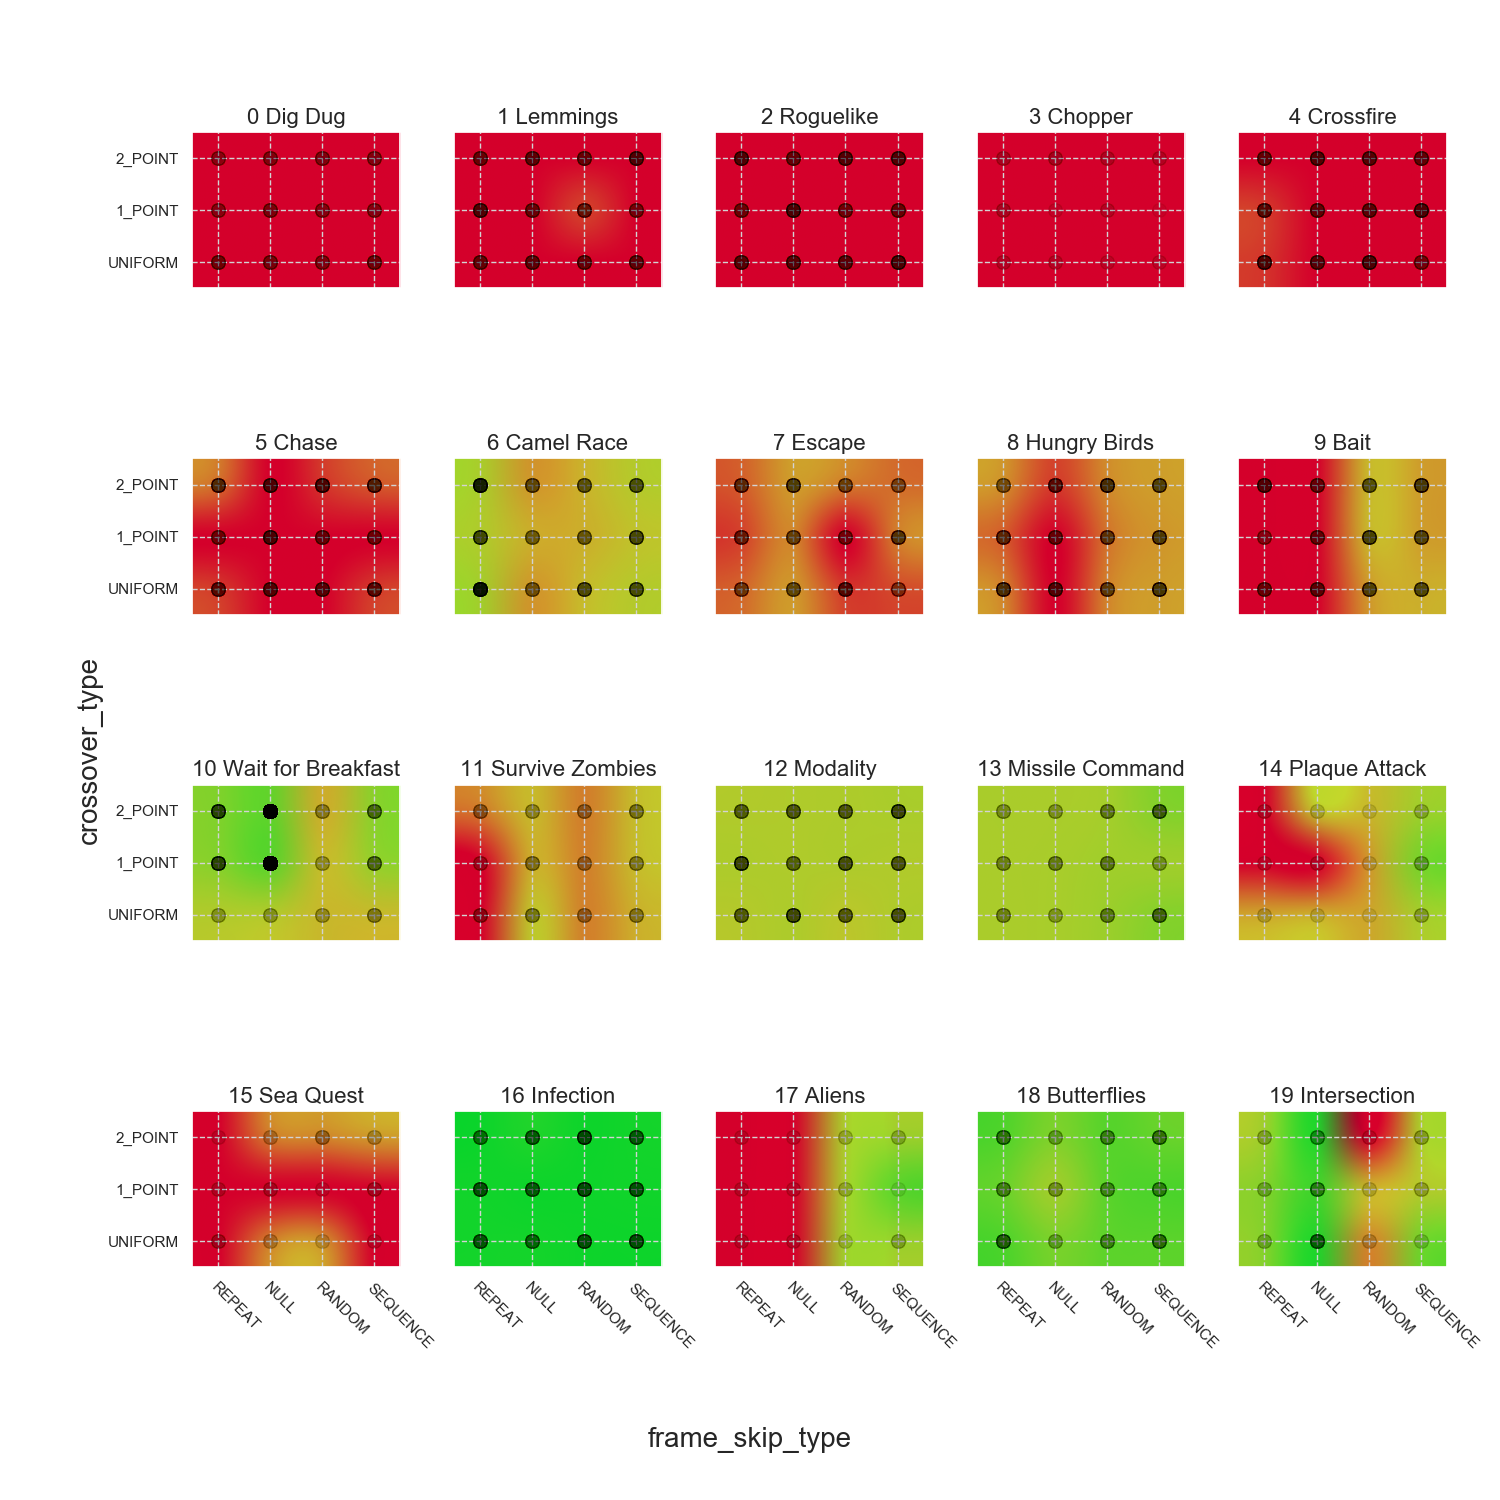 0 Dig Dug
1 Lemmings
2 Roguelike
3 Chopper
4 Crossfire
2_POINT
1_POINT
UNIFORM
5 Chase
6 Camel Race
7 Escape
8 Hungry Birds
9 Bait
2_POINT
1_POINT
UNIFORM
crossover_type
10 Wait for Breakfast
11 Survive Zombies
12 Modality
13 Missile Command
14 Plaque Attack
2_POINT
1_POINT
UNIFORM
15 Sea Quest
16 Infection
17 Aliens
18 Butterflies
19 Intersection
2_POINT
1_POINT
UNIFORM
REPEAT
NULL
RANDOM
SEQUENCE
REPEAT
NULL
RANDOM
SEQUENCE
REPEAT
NULL
RANDOM
SEQUENCE
REPEAT
NULL
RANDOM
SEQUENCE
REPEAT
NULL
RANDOM
SEQUENCE
frame_skip_type